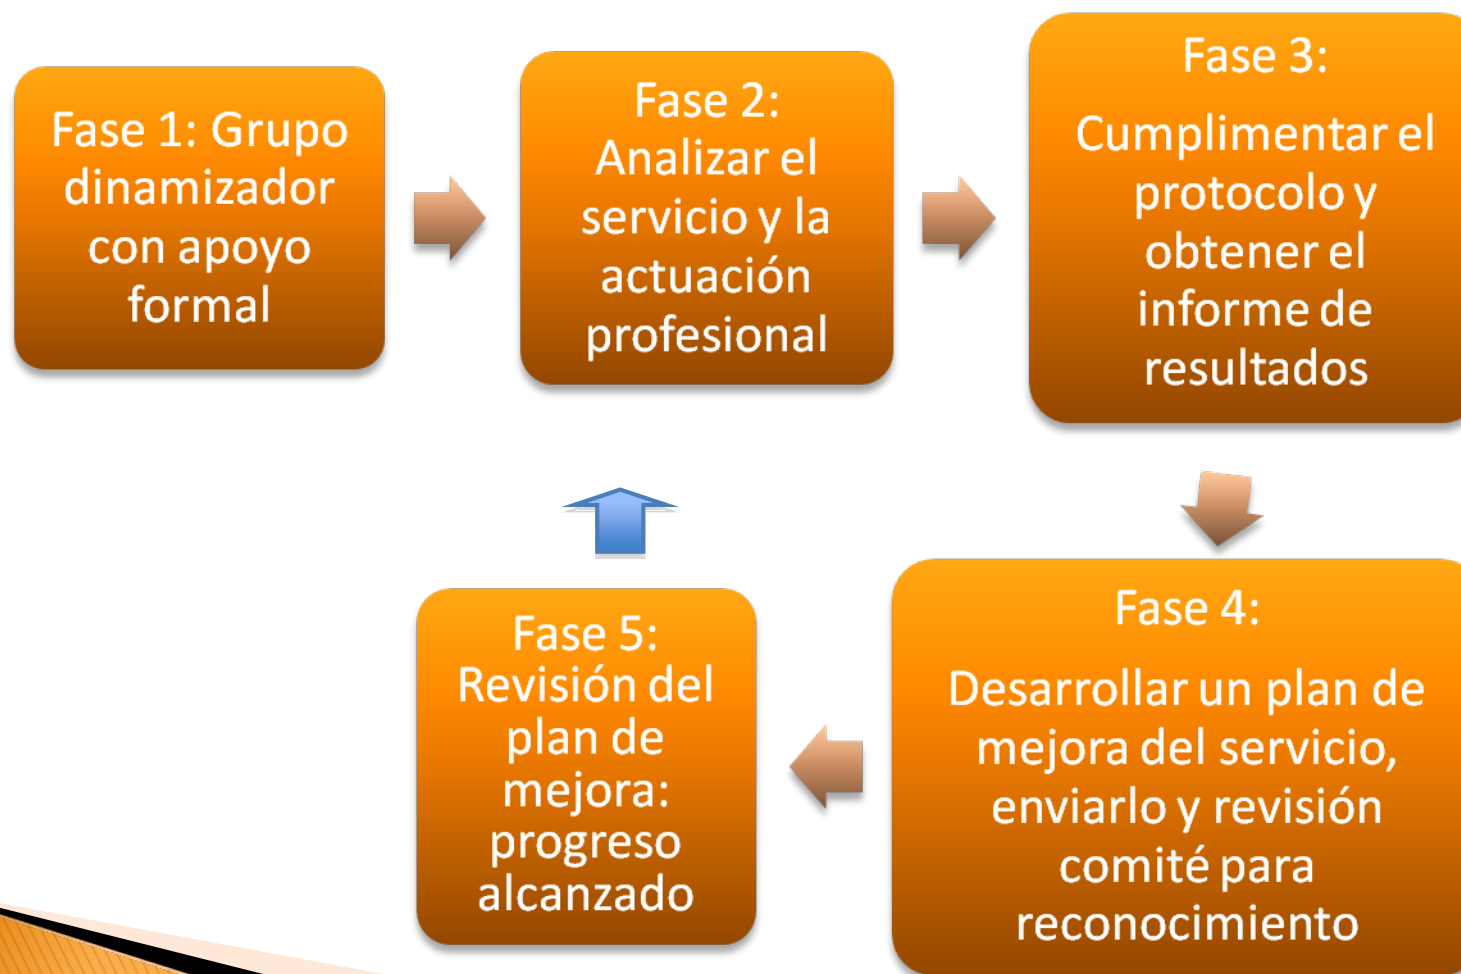 Fase 1: Grupo
dinamizador
con apoyo
formal
Fase 2:
Analizar el
servicio y la
actuación
profesional
Fase 3:
Cumplimentar el
protocolo y
obtener el
informe de
resultados
Fase 4:
Desarrollar un plan de
mejora del servicio,
enviarlo y revisión
comité para
reconocimiento
Fase 5:
Revisión del
plan de
mejora:
progreso
alcanzado